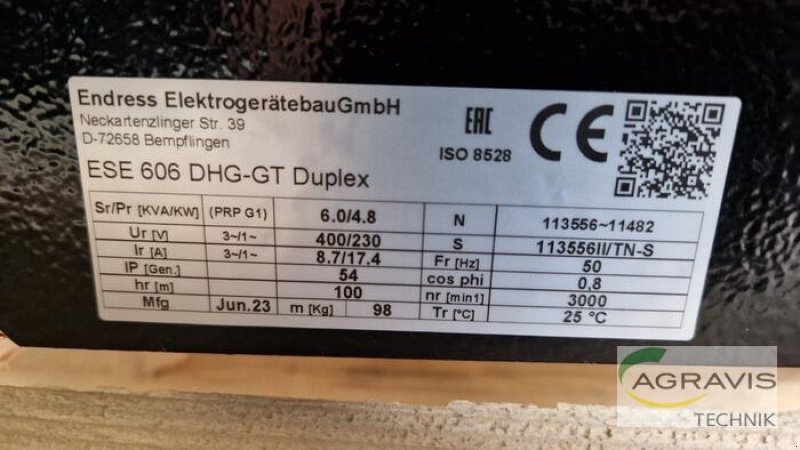 Endress ElektrogerätebauGmbH
Neckartenzlinger Str. 39
D-72658 Bempflingen
EAC
ISO 8528
CE
ESE 606 DHG-GT Duplex
Sr/Pr [KVA/KW] (PRP G1) 6.0/4.8 N 113556~11482
Ur [V] 3~/1~ 400/230 S 113556II/TN-S
Ir [A] 3~/1~ 8.7/17.4 Fr [Hz] 50
IP [Gen.] 54 cos phi 0,8
hr [m] 100 nr [min1] 3000
Mfg Jun.23 m [Kg] 98 Tr [°C] 25 °C
AGRAVIS
TECHNIK